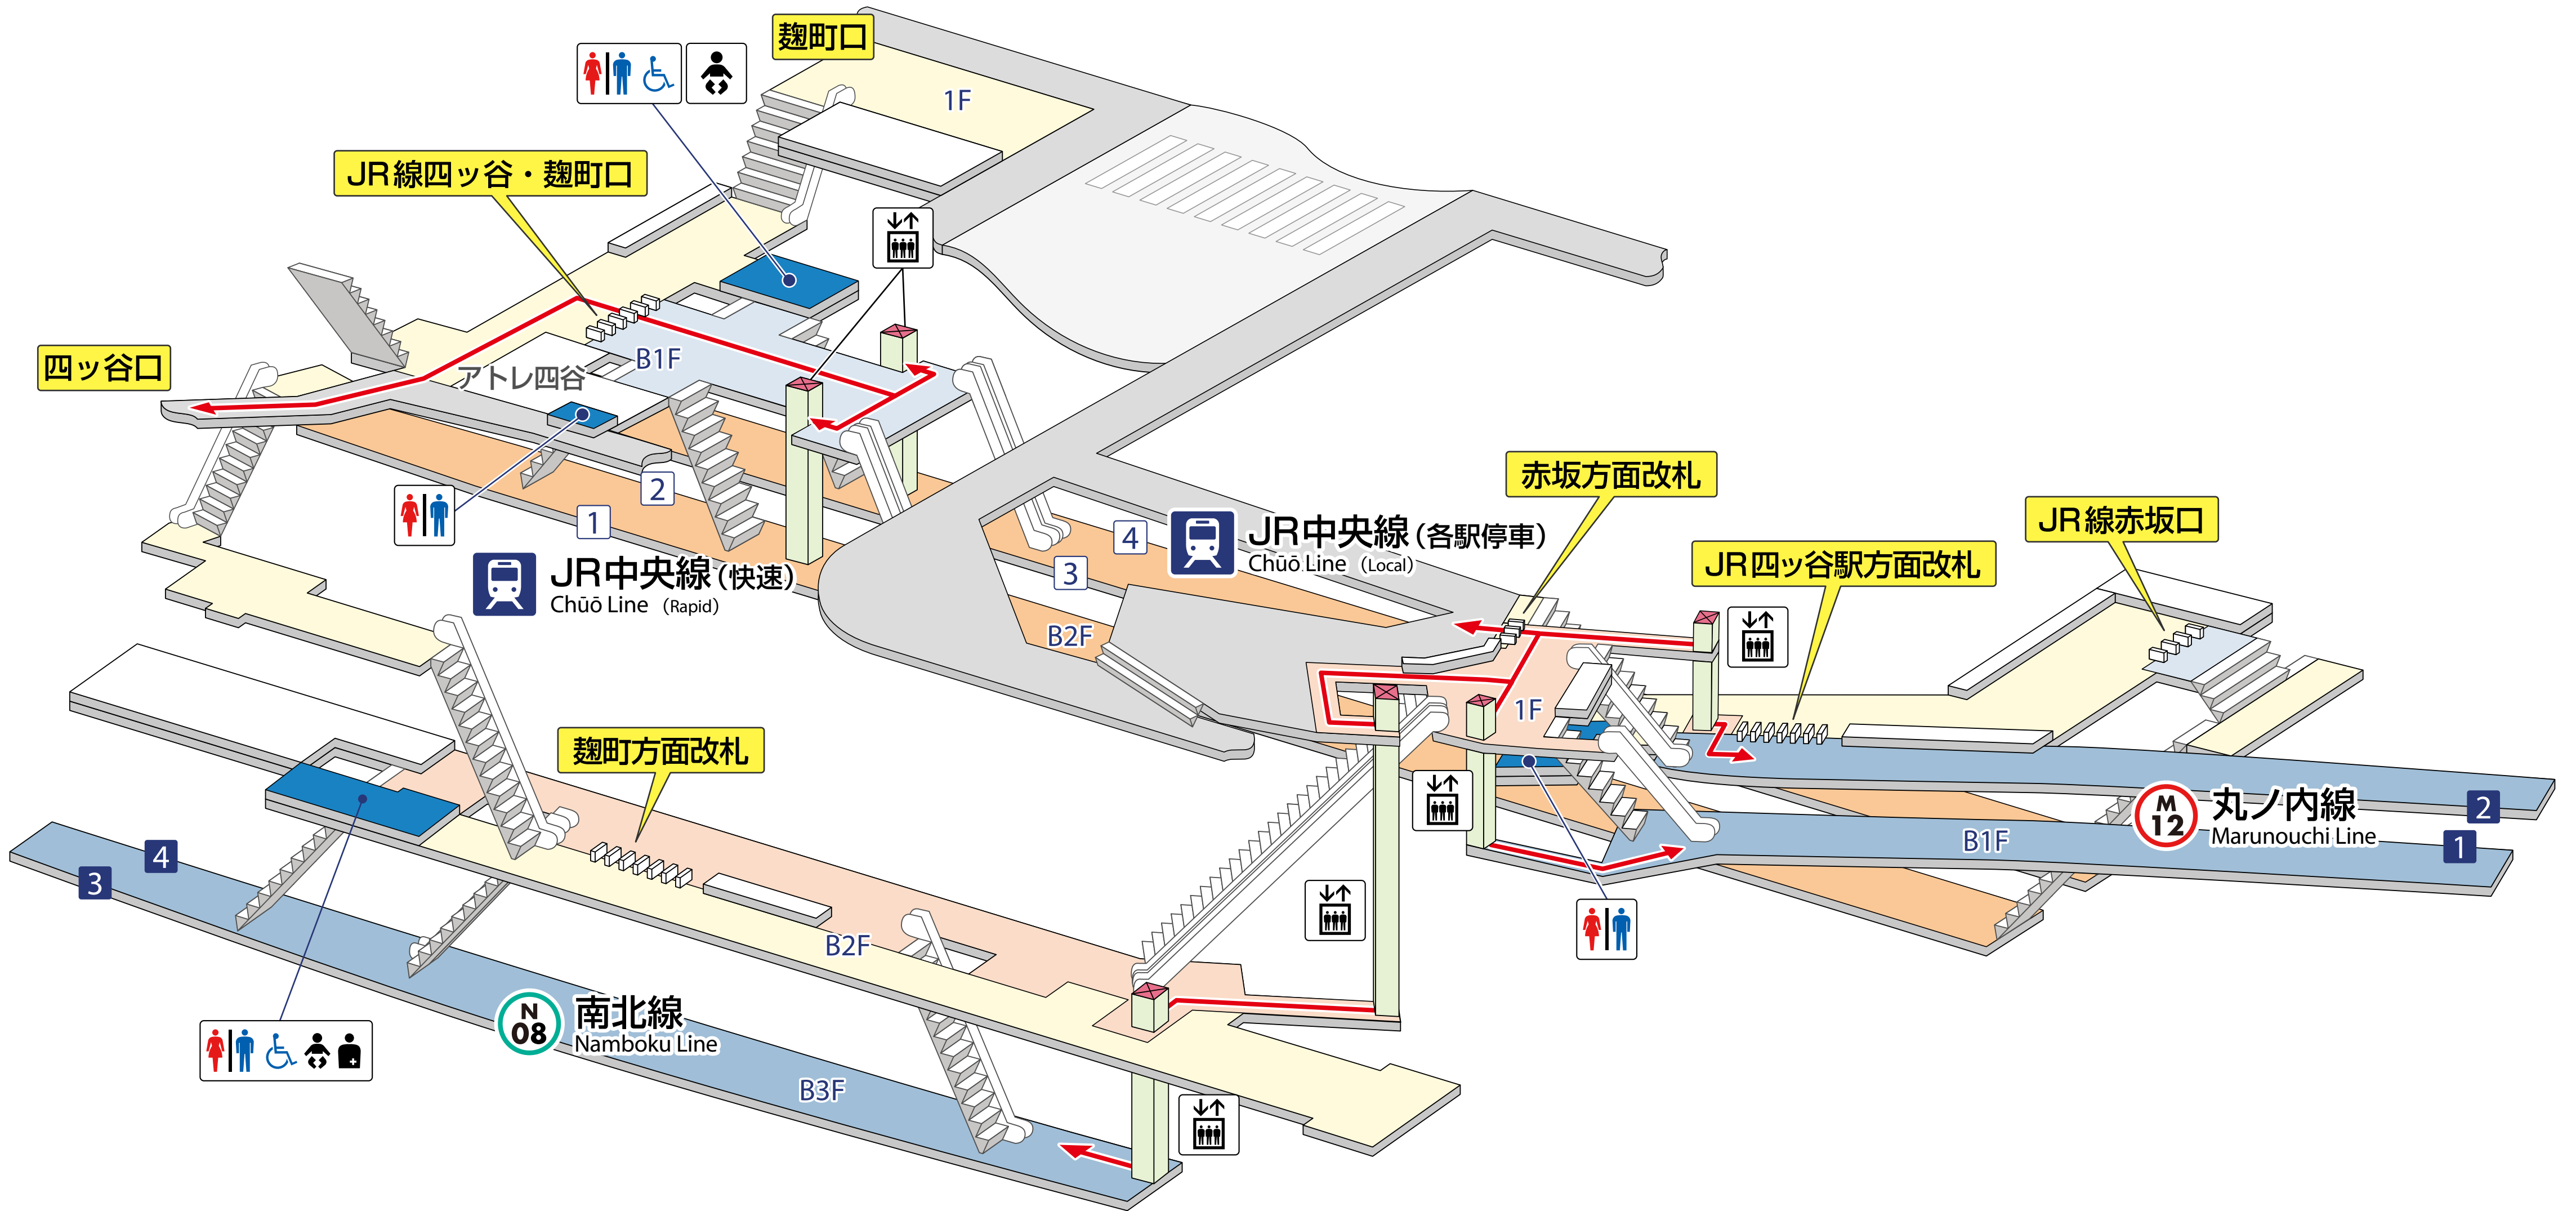 麹町口
1F
JR線四ッ谷・麹町口
四ッ谷口
アトレ四谷
B1F
2
1
JR中央線(快速)
Chūō Line (Rapid)
4
3
JR中央線(各駅停車)
Chūō Line (Local)
B2F
赤坂方面改札
JR四ッ谷駅方面改札
JR線赤坂口
1F
麹町方面改札
4
3
B2F
N
08
南北線
Namboku Line
B3F
M
12
丸ノ内線
Marunouchi Line
2
B1F
1